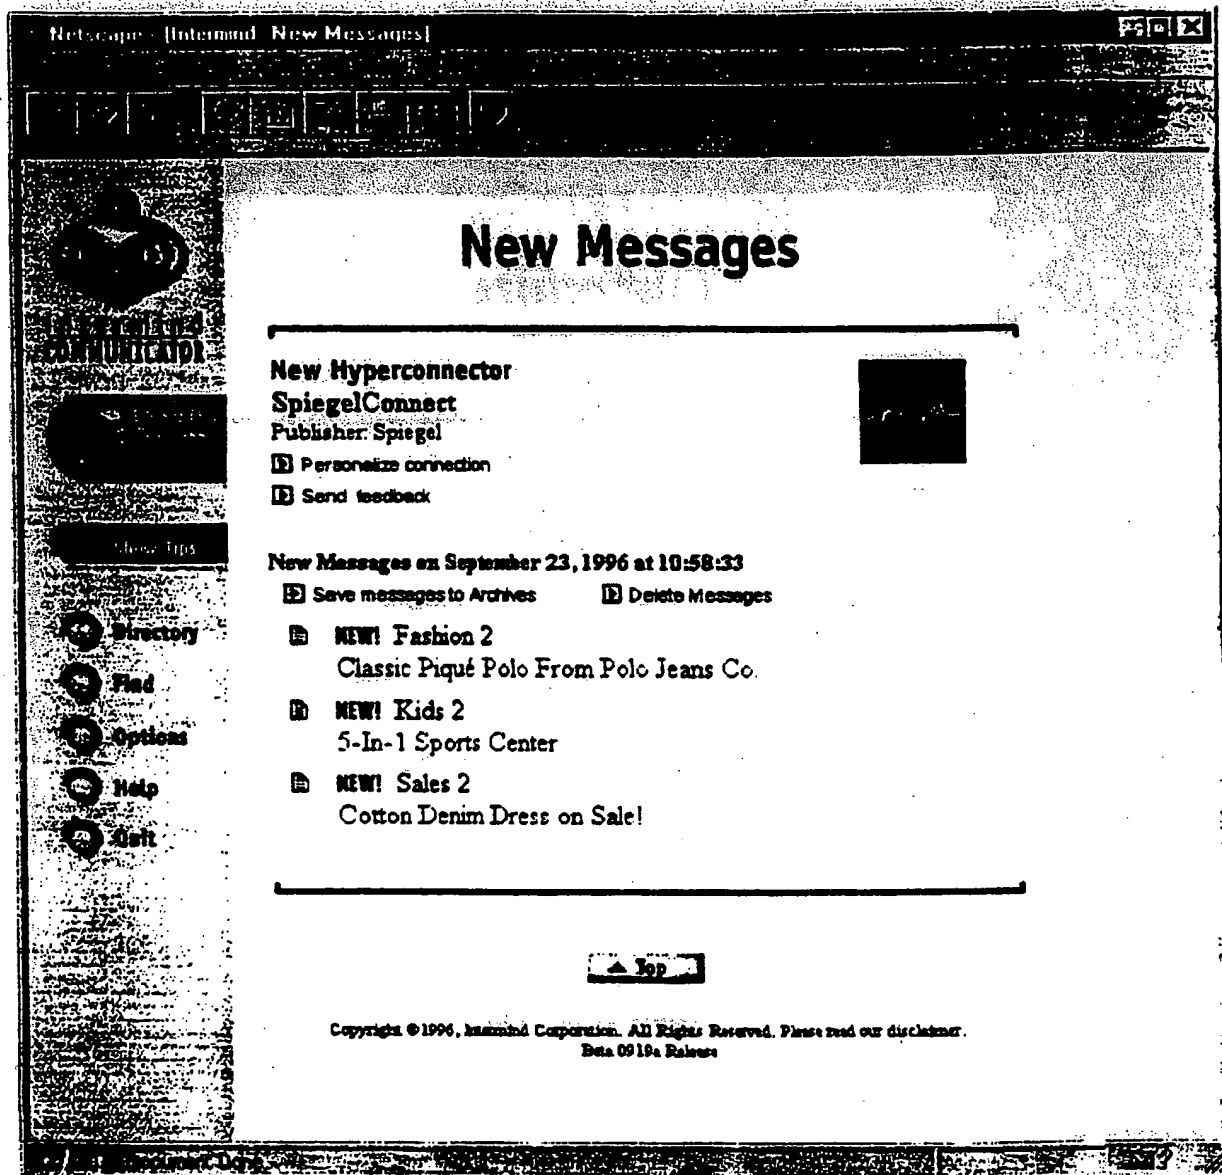 Netscape - [Intermind New Messages]
New Messages
COMMUNICATOR
New Hyperconnector
SpiegelConnect
Publisher: Spiegel
Personalize connection
Send feedback
Show Tips
New Messages on September 23, 1996 at 10:58:33
Save messages to Archives Delete Messages
Directory
Find
Options
Help
Quit
NEW! Fashion 2
Classic Piqué Polo From Polo Jeans Co.
NEW! Kids 2
5-In-1 Sports Center
NEW! Sales 2
Cotton Denim Dress on Sale!
Top
Copyright © 1996, Intermind Corporation. All Rights Reserved. Please read our disclaimer.
Beta 0919a Release